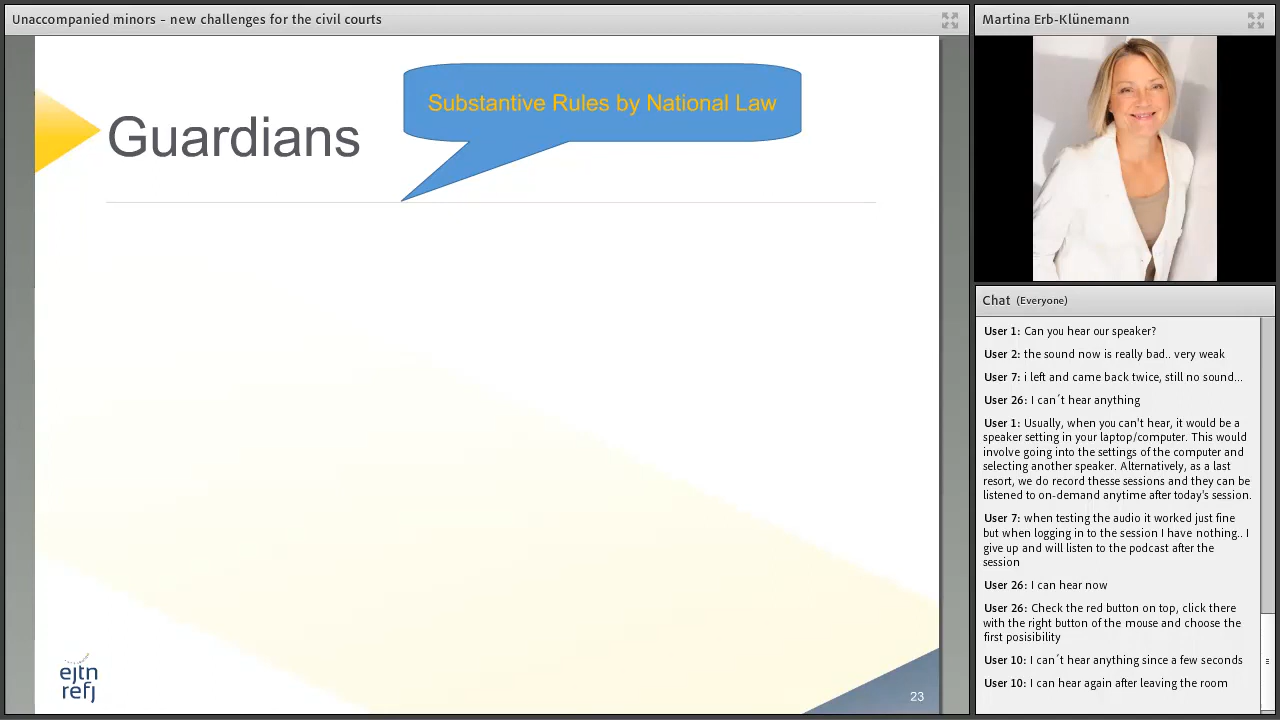 Unaccompanied minors - new challenges for the civil courts
Substantive Rules by National Law
Guardians
ejtn
refj
23
Martina Erb-Klünemann
Chat (Everyone)
User 1: Can you hear our speaker?
User 2: the sound now is really bad.. very weak
User 7: i left and came back twice, still no sound...
User 26: I can´t hear anything
User 1: Usually, when you can't hear, it would be a
speaker setting in your laptop/computer. This would
involve going into the settings of the computer and
selecting another speaker. Alternatively, as a last
resort, we do record thesse sessions and they can be
listened to on-demand anytime after today's session.
User 7: when testing the audio it worked just fine
but when logging in to the session I have nothing.. I
give up and will listen to the podcast after the
session
User 26: I can hear now
User 26: Check the red button on top, click there
with the right button of the mouse and choose the
first posisibility
User 10: I can´t hear anything since a few seconds
User 10: I can hear again after leaving the room